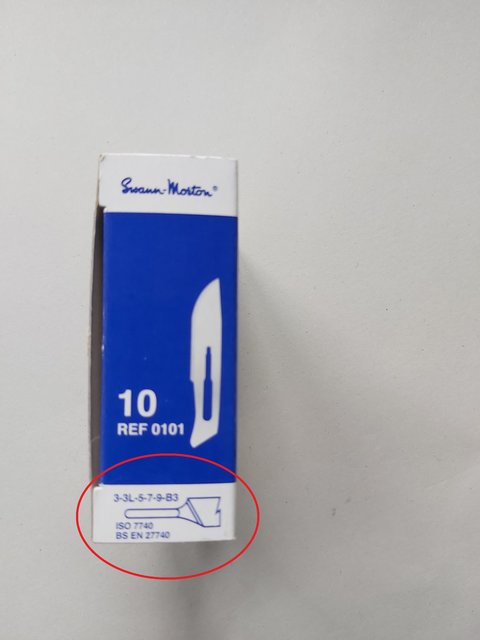 Swann-Morton®
10
REF 0101
3-3L-5-7-9-B3
ISO 7740
BS EN 27740